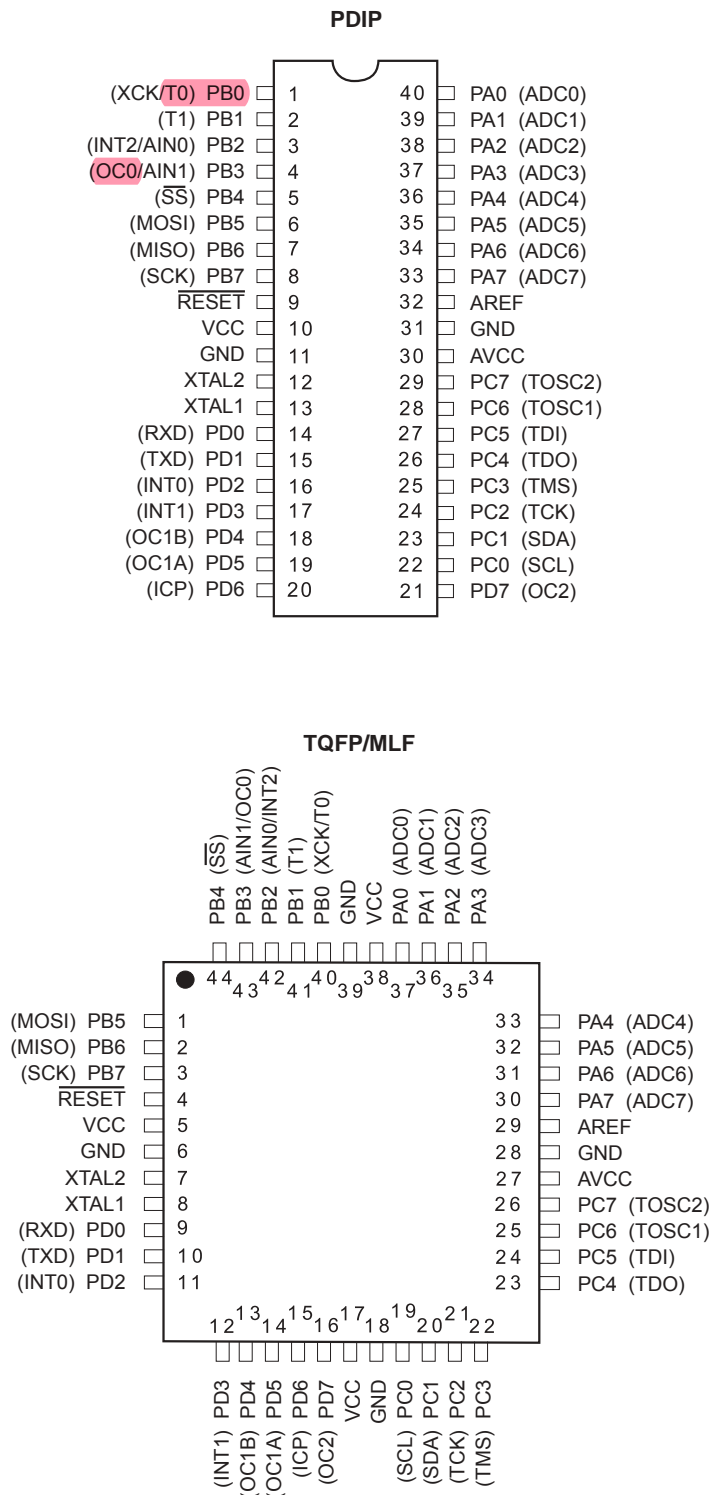 PDIP
(XCK/T0) PB0 1 40 PA0 (ADC0)
(T1) PB1 2 39 PA1 (ADC1)
(INT2/AIN0) PB2 3 38 PA2 (ADC2)
(OC0/AIN1) PB3 4 37 PA3 (ADC3)
(SS) PB4 5 36 PA4 (ADC4)
(MOSI) PB5 6 35 PA5 (ADC5)
(MISO) PB6 7 34 PA6 (ADC6)
(SCK) PB7 8 33 PA7 (ADC7)
RESET 9 32 AREF
VCC 10 31 GND
GND 11 30 AVCC
XTAL2 12 29 PC7 (TOSC2)
XTAL1 13 28 PC6 (TOSC1)
(RXD) PD0 14 27 PC5 (TDI)
(TXD) PD1 15 26 PC4 (TDO)
(INT0) PD2 16 25 PC3 (TMS)
(INT1) PD3 17 24 PC2 (TCK)
(OC1B) PD4 18 23 PC1 (SDA)
(OC1A) PD5 19 22 PC0 (SCL)
(ICP) PD6 20 21 PD7 (OC2)
TQFP/MLF
PB4 (SS)
PB3 (AIN1/OC0)
PB2 (AIN0/INT2)
PB1 (T1)
PB0 (XCK/T0)
GND
VCC
PA0 (ADC0)
PA1 (ADC1)
PA2 (ADC2)
PA3 (ADC3)
44 43 42 41 40 39 38 37 36 35 34
(MOSI) PB5 1 33 PA4 (ADC4)
(MISO) PB6 2 32 PA5 (ADC5)
(SCK) PB7 3 31 PA6 (ADC6)
RESET 4 30 PA7 (ADC7)
VCC 5 29 AREF
GND 6 28 GND
XTAL2 7 27 AVCC
XTAL1 8 26 PC7 (TOSC2)
(RXD) PD0 9 25 PC6 (TOSC1)
(TXD) PD1 10 24 PC5 (TDI)
(INT0) PD2 11 23 PC4 (TDO)
12 13 14 15 16 17 18 19 20 21 22
(INT1) PD3
(OC1B) PD4
(OC1A) PD5
(ICP) PD6
(OC2) PD7
VCC
GND
(SCL) PC0
(SDA) PC1
(TCK) PC2
(TMS) PC3